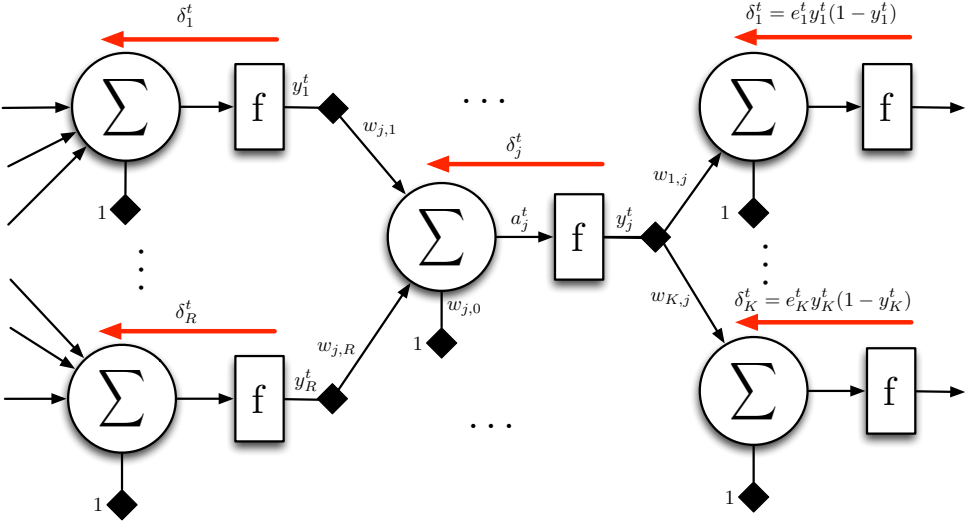 δ_1^t
δ_1^t = e_1^t y_1^t (1 − y_1^t)
∑ f y_1^t
. . .
∑ f
w_{j,1}
δ_j^t
w_{1,j}
1
1
∑ a_j^t f y_j^t
δ_R^t
w_{j,0}
w_{K,j}
δ_K^t = e_K^t y_K^t (1 − y_K^t)
w_{j,R}
1
∑ f y_R^t
∑ f
. . .
1
1